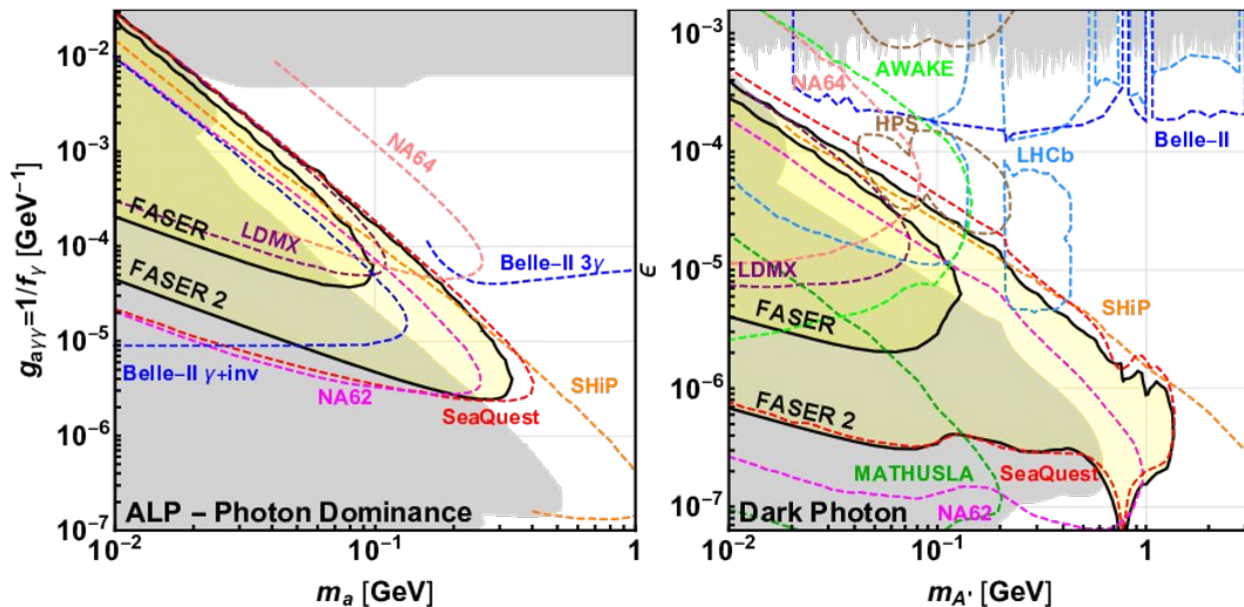 10⁻²
10⁻³
10⁻⁴
10⁻⁵
10⁻⁶
10⁻⁷
g_aγγ=1/f_γ [GeV⁻¹]
NA64
FASER
LDMX
Belle–II 3γ
FASER 2
Belle–II γ+inv
NA62
SHiP
SeaQuest
ALP – Photon Dominance
10⁻²
10⁻¹
1
m_a [GeV]
10⁻³
10⁻⁴
10⁻⁵
10⁻⁶
10⁻⁷
ϵ
AWAKE
NA64
HPS
Belle–II
LHCb
LDMX
SHiP
FASER
FASER 2
MATHUSLA
SeaQuest
NA62
Dark Photon
10⁻²
10⁻¹
1
m_A' [GeV]